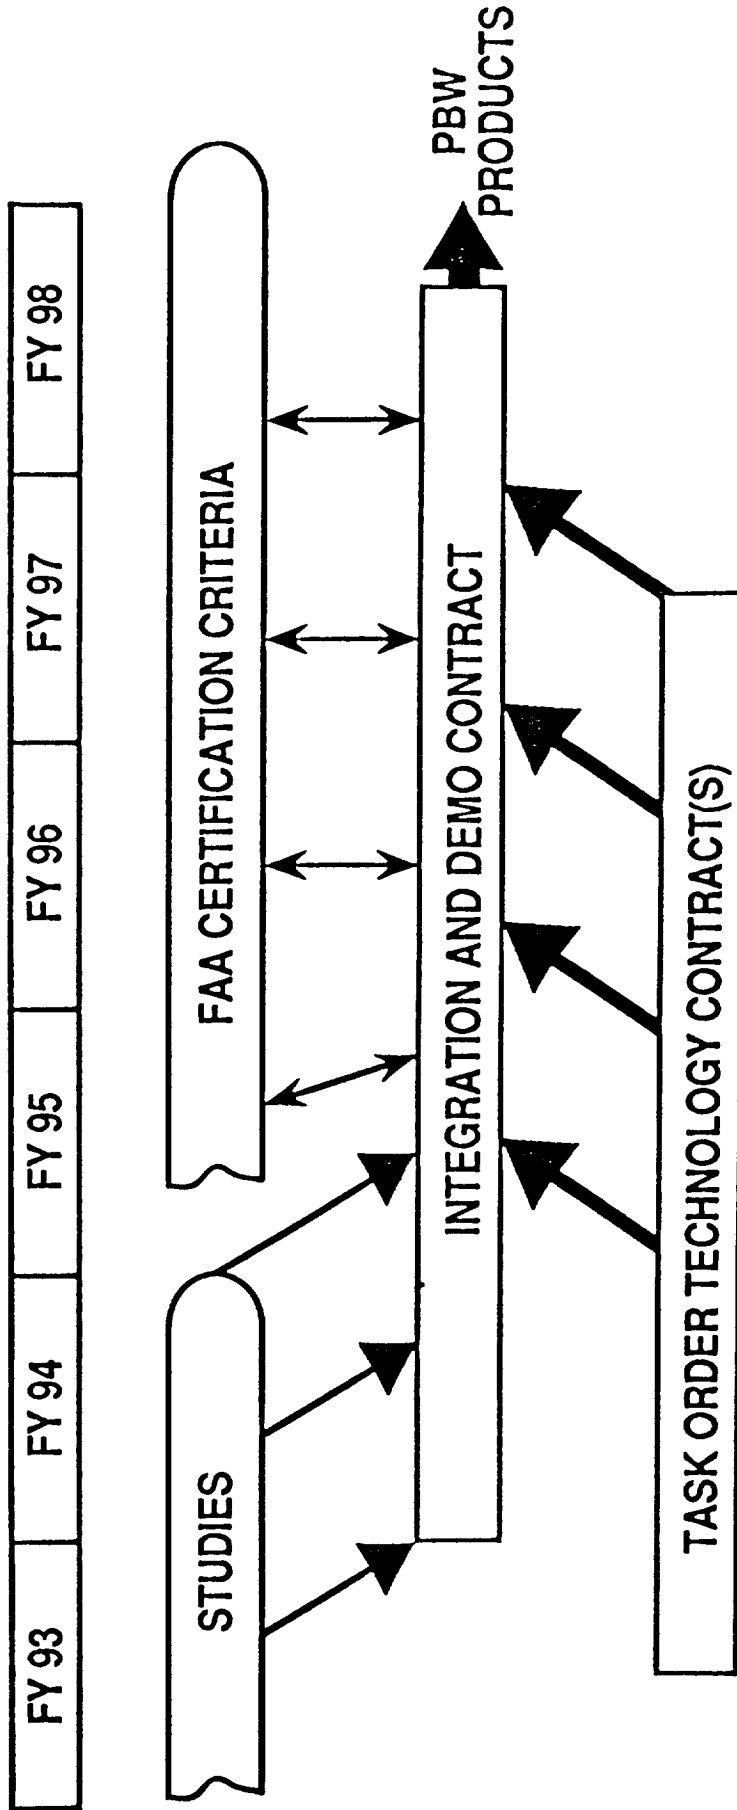 FY 93
FY 94
FY 95
FY 96
FY 97
FY 98
STUDIES
FAA CERTIFICATION CRITERIA
INTEGRATION AND DEMO CONTRACT
PBW
PRODUCTS
TASK ORDER TECHNOLOGY CONTRACT(S)